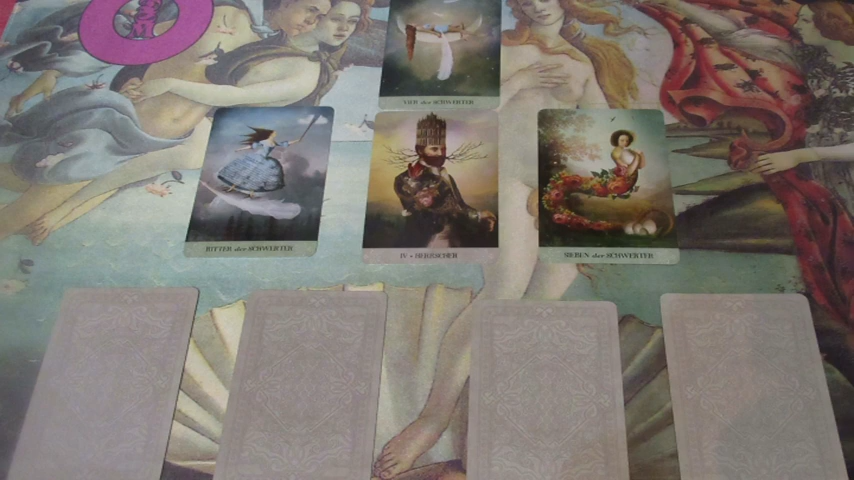 VIER der SCHWERTER
RITTER der SCHWERTER
IV - HERRSCHER
SIEBEN der SCHWERTER